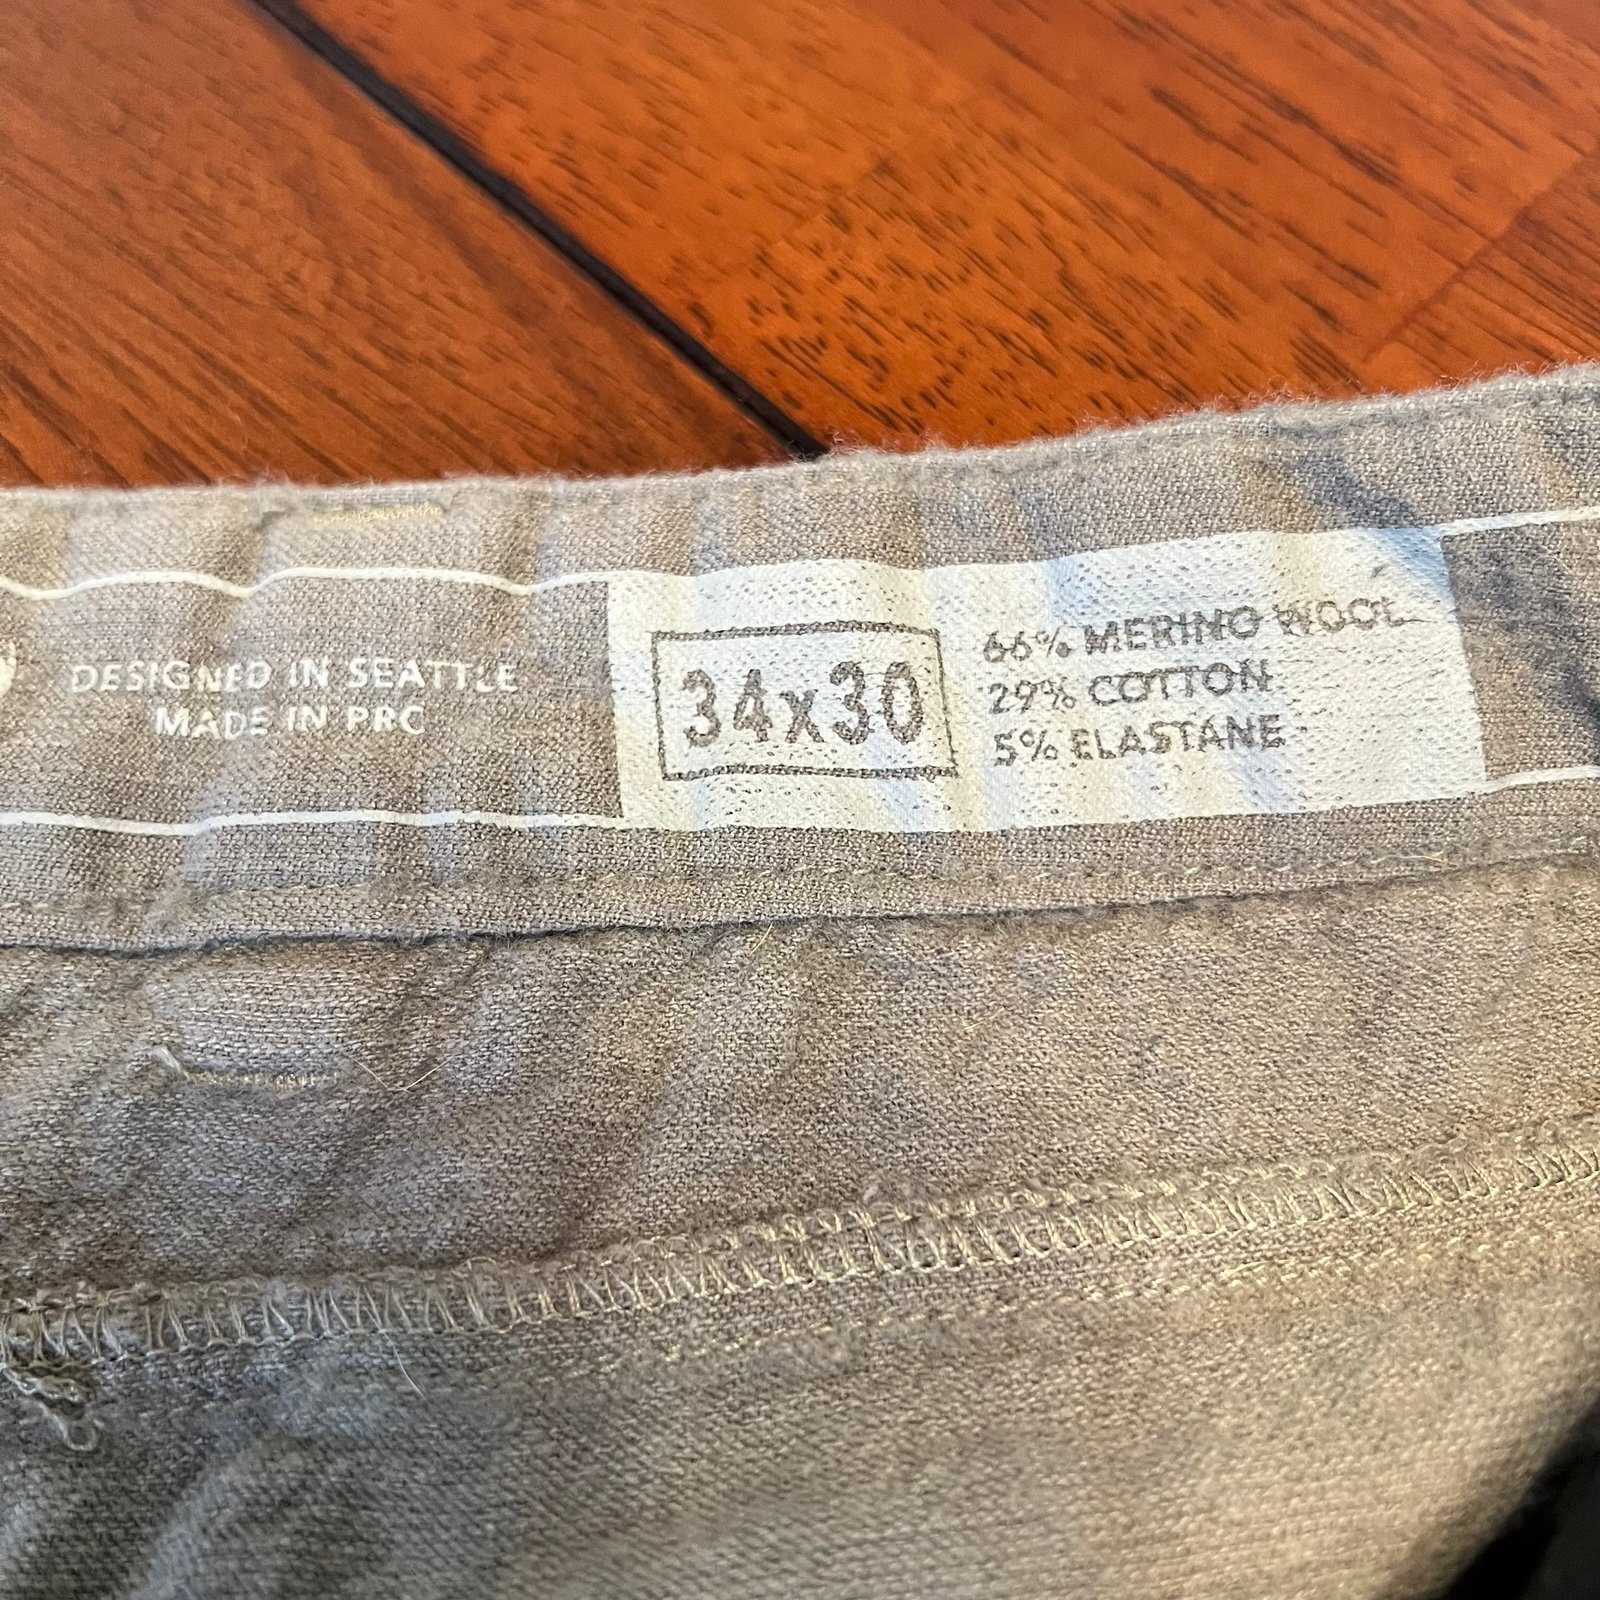 DESIGNED IN SEATTLE
MADE IN PRC
34x30
66% MERINO WOOL
29% COTTON
5% ELASTANE